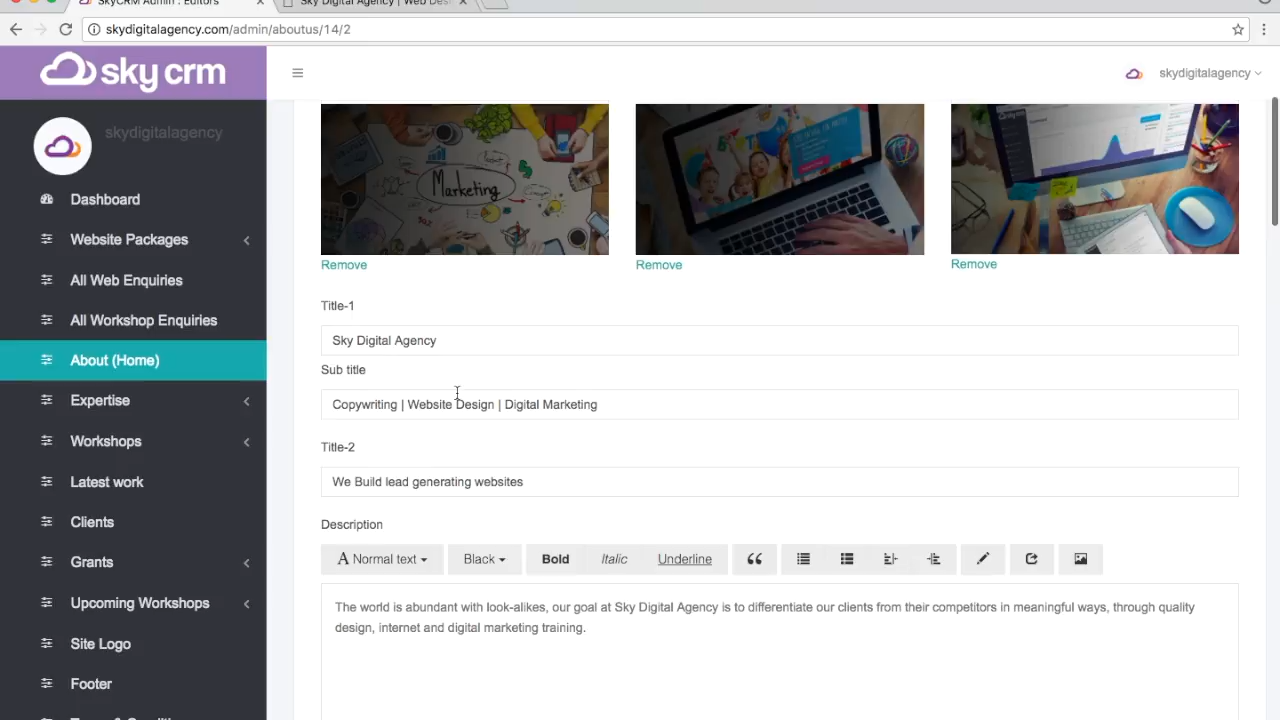 SkyCRM Admin : Editors
Sky Digital Agency | Web Desi
skydigitalagency.com/admin/aboutus/14/2
sky crm
skydigitalagency
skydigitalagency
Dashboard
Website Packages
All Web Enquiries
All Workshop Enquiries
About (Home)
Expertise
Workshops
Latest work
Clients
Grants
Upcoming Workshops
Site Logo
Footer
Marketing
Remove
Remove
Remove
Title-1
Sky Digital Agency
Sub title
Copywriting | Website Design | Digital Marketing
Title-2
We Build lead generating websites
Description
A Normal text
Black
Bold
Italic
Underline
The world is abundant with look-alikes, our goal at Sky Digital Agency is to differentiate our clients from their competitors in meaningful ways, through quality
design, internet and digital marketing training.